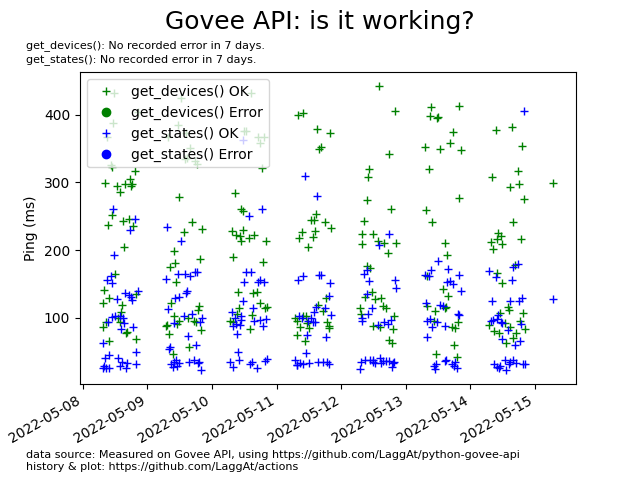 Govee API: is it working?
get_devices(): No recorded error in 7 days.
get_states(): No recorded error in 7 days.
get_devices() OK
get_devices() Error
get_states() OK
get_states() Error
Ping (ms)
400
300
200
100
2022-05-08
2022-05-09
2022-05-10
2022-05-11
2022-05-12
2022-05-13
2022-05-14
2022-05-15
data source: Measured on Govee API, using https://github.com/LaggAt/python-govee-api
history & plot: https://github.com/LaggAt/actions